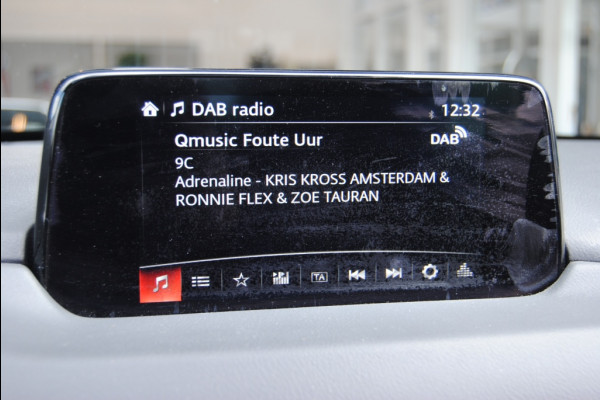 DAB radio 12:32
Qmusic Foute Uur DAB
9C
Adrenaline - KRIS KROSS AMSTERDAM &
RONNIE FLEX & ZOE TAURAN
TA